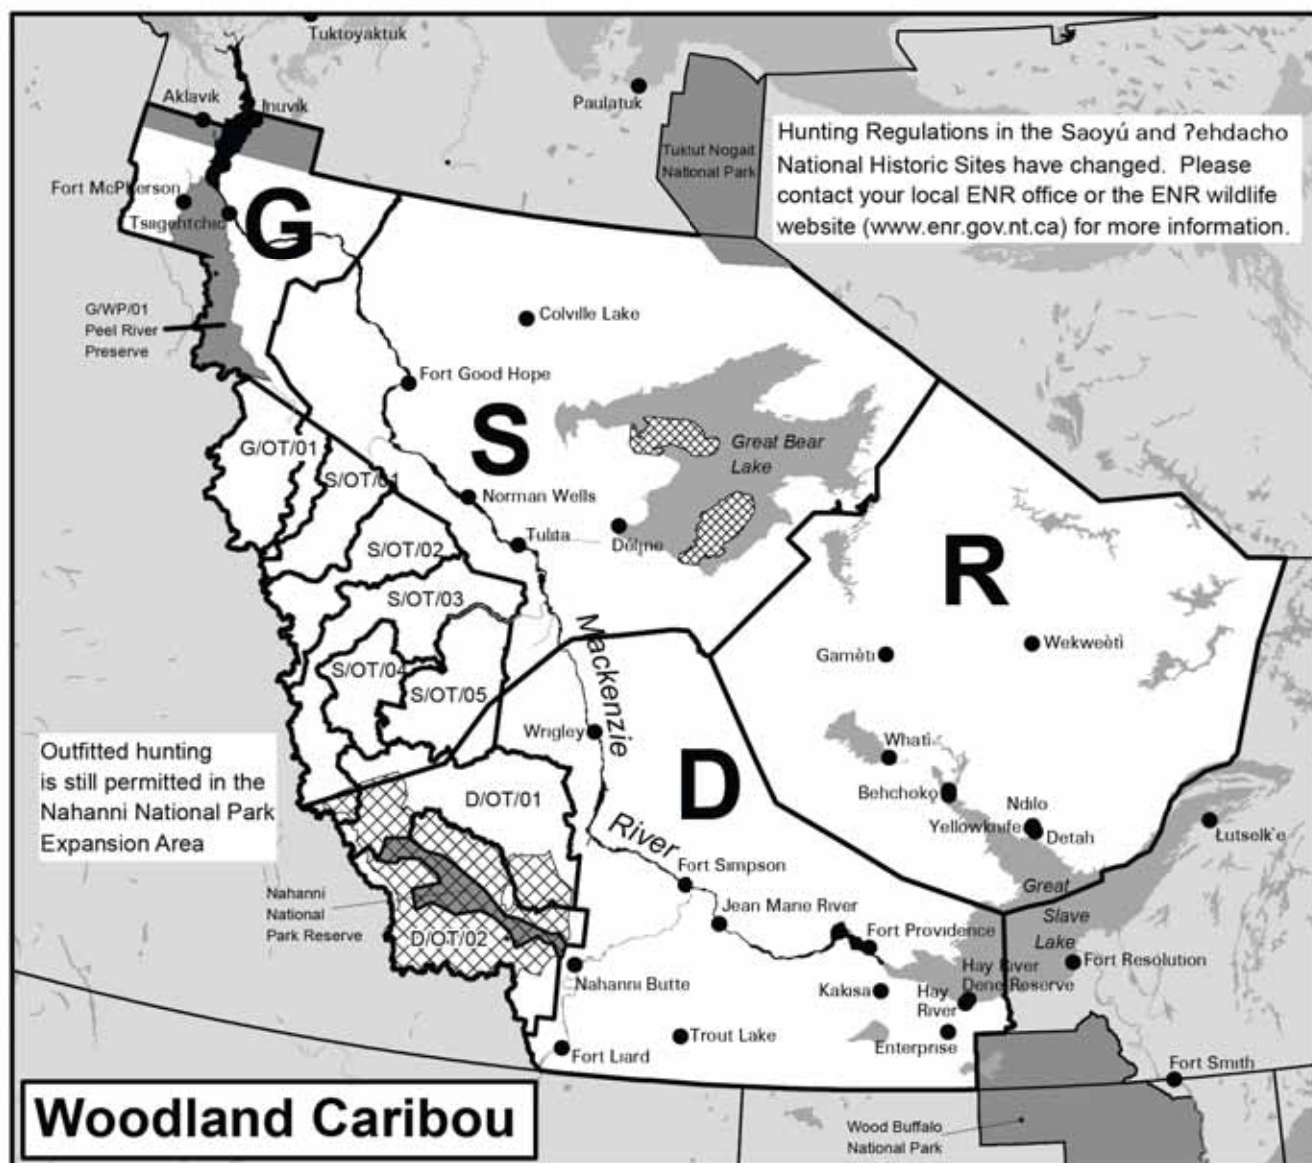 Tuktoyaktuk
Aklavik
Inuvik
Paulatuk
Hunting Regulations in the Saoyú and ?ehdacho
National Historic Sites have changed. Please
contact your local ENR office or the ENR wildlife
website (www.enr.gov.nt.ca) for more information.
Tuktut Nogait
National Park
Fort McPherson
Tsiigehtchic
G
G/WP/01
Peel River
Preserve
Colville Lake
Fort Good Hope
S
Great Bear
Lake
G/OT/01
S/OT/01
Norman Wells
Tulita
Délįne
S/OT/02
S/OT/03
R
Mackenzie
Gamètì
Wekweètì
S/OT/04
S/OT/05
Wrigley
Whatì
D
Outfitted hunting
is still permitted in the
Nahanni National Park
Expansion Area
D/OT/01
Behchokǫ
Ndilo
Yellowknife
Detah
Łutselk'e
River
Fort Simpson
Great
Slave
Lake
Nahanni
National
Park Reserve
D/OT/02
Jean Marie River
Fort Providence
Hay River
Dene Reserve
Fort Resolution
Nahanni Butte
Kakisa
Hay
River
Trout Lake
Enterprise
Fort Liard
Fort Smith
Woodland Caribou
Wood Buffalo
National Park